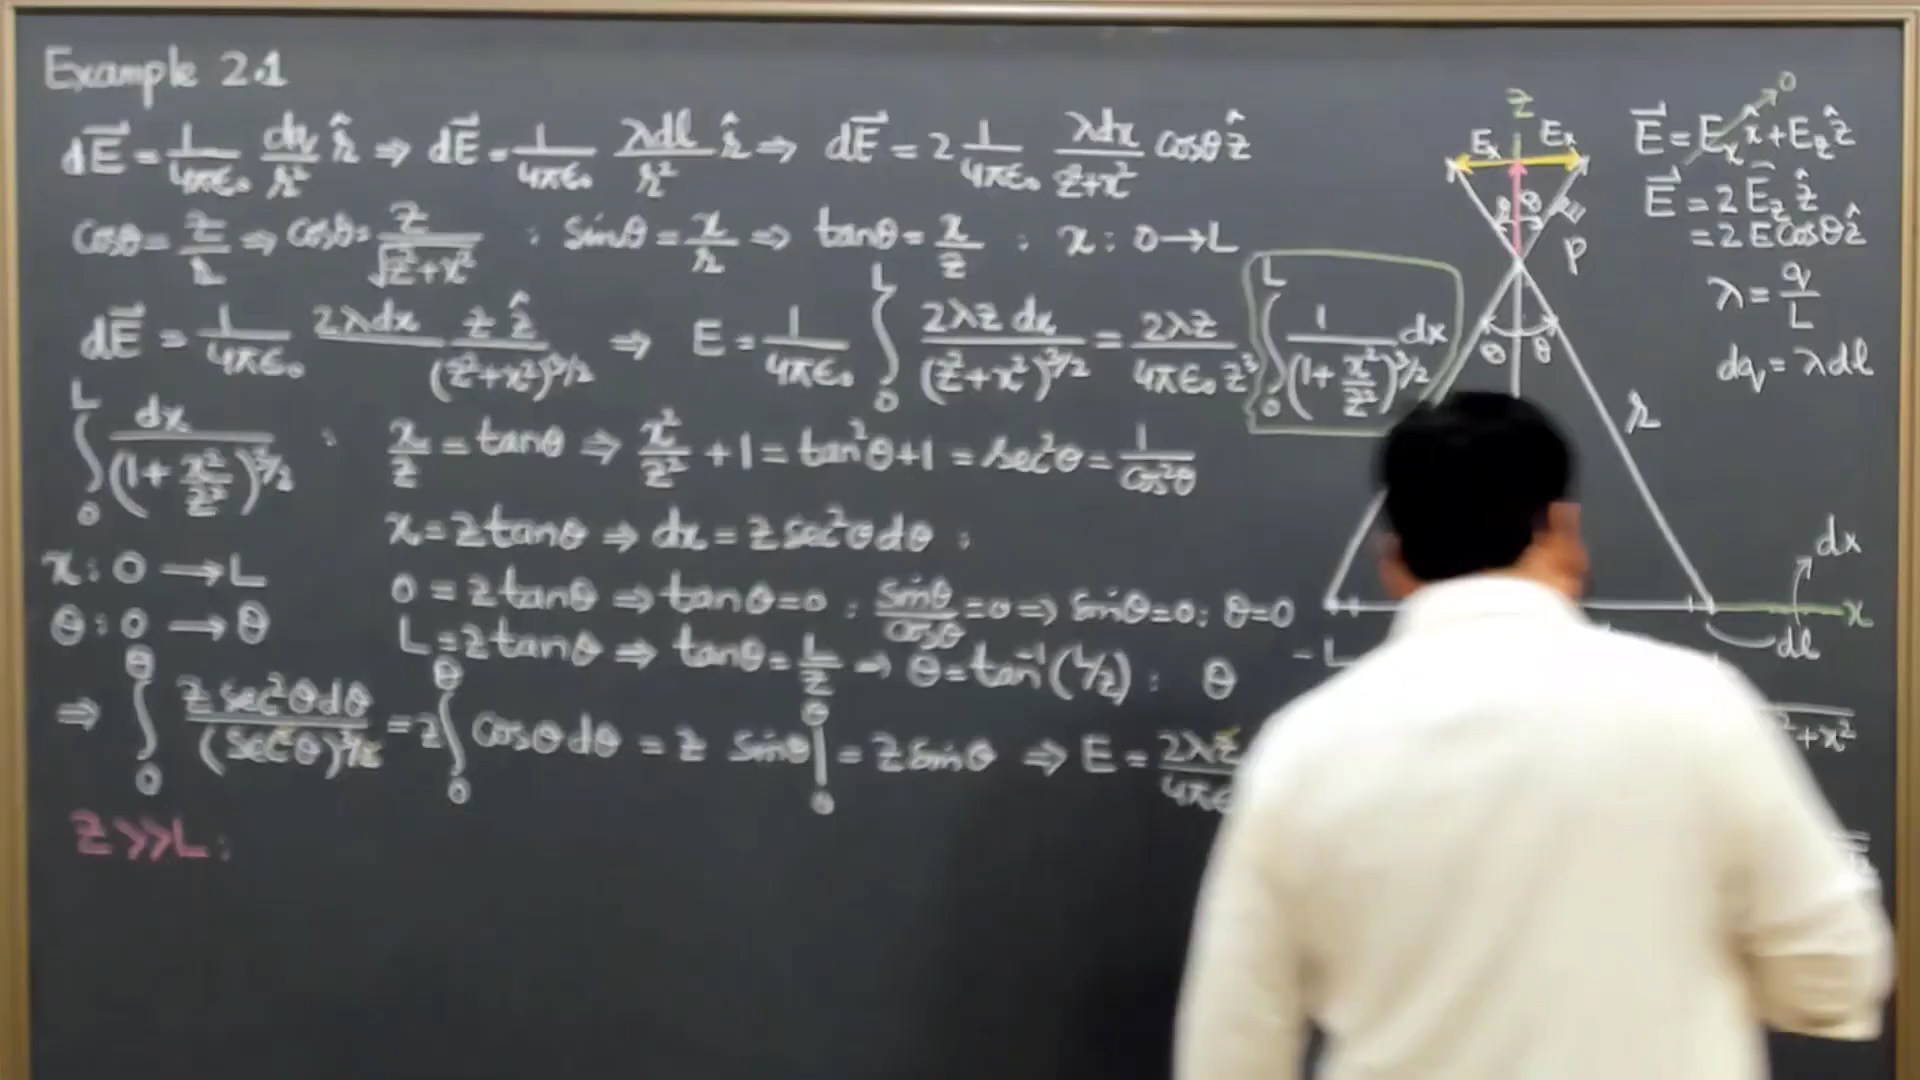 Example 2.1
dE⃗ = 1/4πε₀ dq/r² r̂ ⇒ dE⃗ = 1/4πε₀ λdl/r² r̂ ⇒ dE⃗ = 2 1/4πε₀ λdx/z²+x² cosθ ẑ
cosθ = z/r ⇒ cosθ = z/√z²+x² : sinθ = x/r ⇒ tanθ = x/z : x: 0→L
dE⃗ = 1/4πε₀ 2λdx z ẑ/(z²+x²)^3/2 ⇒ E = 1/4πε₀ ∫₀^L 2λz dx/(z²+x²)^3/2 = 2λz/4πε₀ z³ ∫₀^L 1/(1+x²/z²)^3/2 dx
∫₀^L dx/(1+x²/z²)^3/2 : x/z = tanθ ⇒ x²/z² + 1 = tan²θ+1 = sec²θ = 1/cos²θ
x = z tanθ ⇒ dx = z sec²θ dθ :
x: 0 → L
0 = z tanθ ⇒ tanθ = 0 : sinθ/cosθ = 0 ⇒ sinθ = 0 : θ = 0
θ: 0 → θ
L = z tanθ ⇒ tanθ = L/z → θ = tan⁻¹(L/z) : θ
⇒ ∫₀^θ z sec²θ dθ/(sec²θ)^3/2 = z ∫₀^θ cosθ dθ = z sinθ|₀^θ = z sinθ ⇒ E = 2λz/4πε
z >> L :
z
Eₓ Eₓ
θ θ
E
P
θ θ
r
dx
x
dl
-L
0
E⃗ = Eₓ x̂ + E_z ẑ
E⃗ = 2 E_z ẑ
= 2 E cosθ ẑ
λ = q/L
dq = λ dl
²+x²